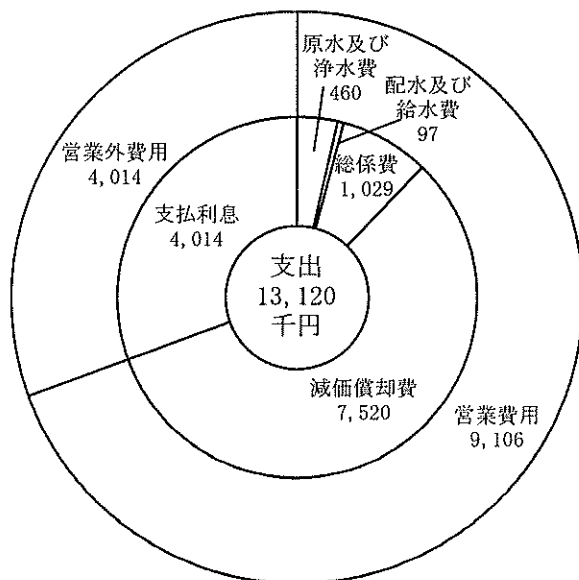 原水及び
浄水費
460
配水及び
給水費
97
総係費
1,029
営業外費用
4,014
支払利息
4,014
支出
13,120
千円
減価償却費
7,520
営業費用
9,106